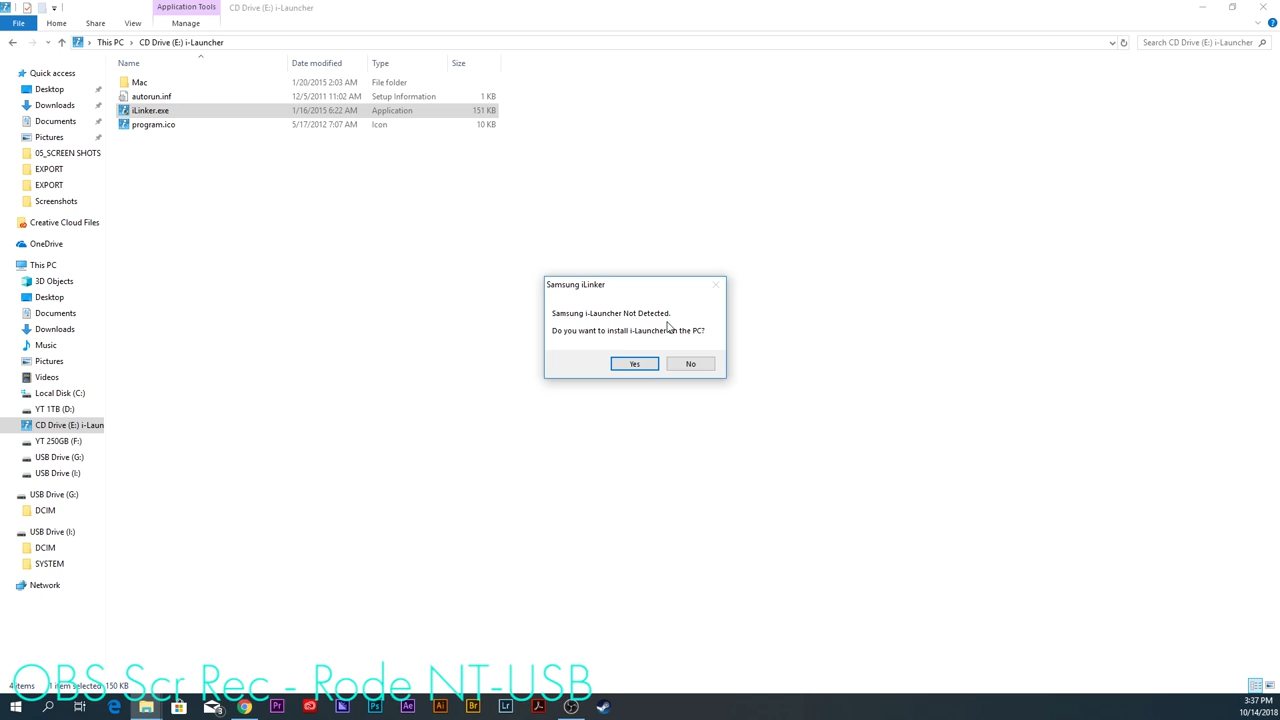 Application Tools
CD Drive (E:) i-Launcher
File
Home
Share
View
Manage
This PC
CD Drive (E:) i-Launcher
Search CD Drive (E:) i-Launcher
Name
Date modified
Type
Size
Mac
1/20/2015 2:03 AM
File folder
autorun.inf
12/5/2011 11:02 AM
Setup Information
1 KB
iLinker.exe
1/16/2015 6:22 AM
Application
151 KB
program.ico
5/17/2012 7:07 AM
Icon
10 KB
Quick access
Desktop
Downloads
Documents
Pictures
05_SCREEN SHOTS
EXPORT
EXPORT
Screenshots
Creative Cloud Files
OneDrive
This PC
3D Objects
Desktop
Documents
Downloads
Music
Pictures
Videos
Local Disk (C:)
YT 1TB (D:)
CD Drive (E:) i-Laun
YT 250GB (F:)
USB Drive (G:)
USB Drive (I:)
USB Drive (G:)
DCIM
USB Drive (I:)
DCIM
SYSTEM
Network
Samsung iLinker
Samsung i-Launcher Not Detected.
Do you want to install i-Launcher the PC?
Yes
No
OBS Scr Rec - Rode NT-USB
1 item selected 150 KB
Pr
Ps
Ae
Ai
Br
Lr
3:37 PM
10/14/2018